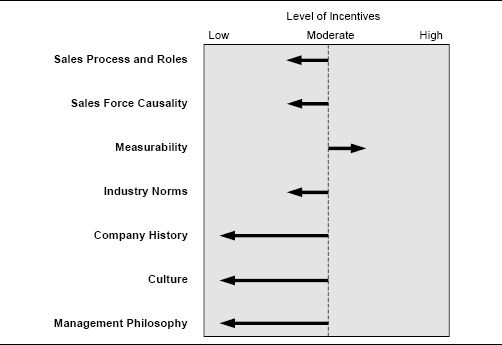 Level of Incentives
Low Moderate High
Sales Process and Roles
Sales Force Causality
Measurability
Industry Norms
Company History
Culture
Management Philosophy